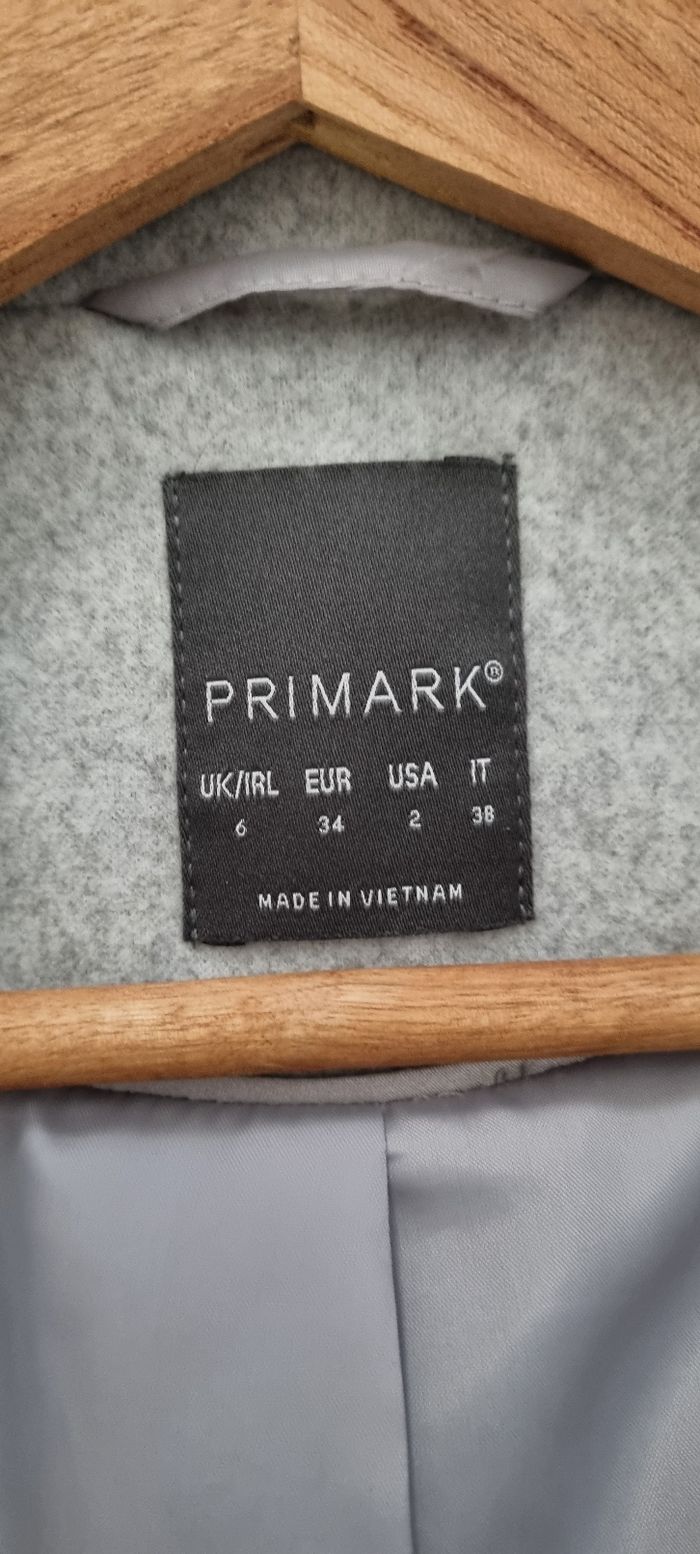 PRIMARK®
UK/IRL EUR USA IT
6 34 2 38
MADE IN VIETNAM